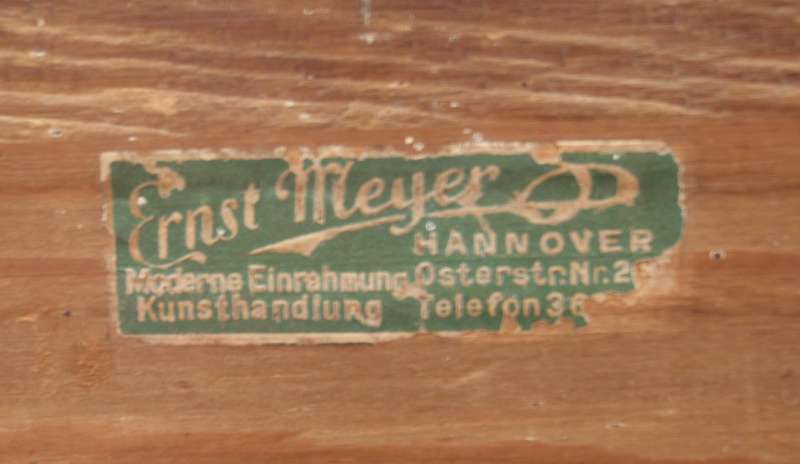 Ernst Meyer
HANNOVER
Moderne Einrahmung
Kunsthandlung
Osterstr. Nr. 2
Telefon 36